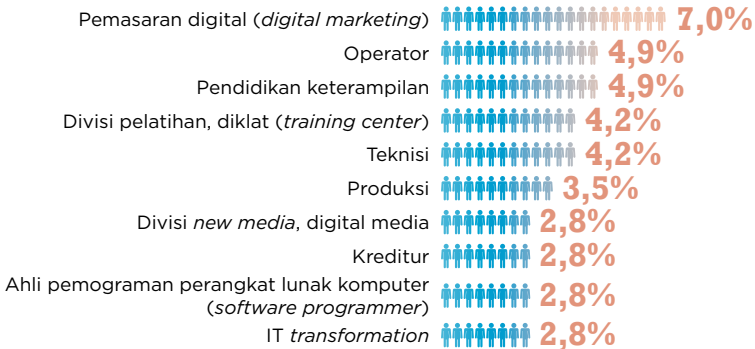 Pemasaran digital (digital marketing) 7,0%
Operator 4,9%
Pendidikan keterampilan 4,9%
Divisi pelatihan, diklat (training center) 4,2%
Teknisi 4,2%
Produksi 3,5%
Divisi new media, digital media 2,8%
Kreditur 2,8%
Ahli pemograman perangkat lunak komputer
(software programmer) 2,8%
IT transformation 2,8%